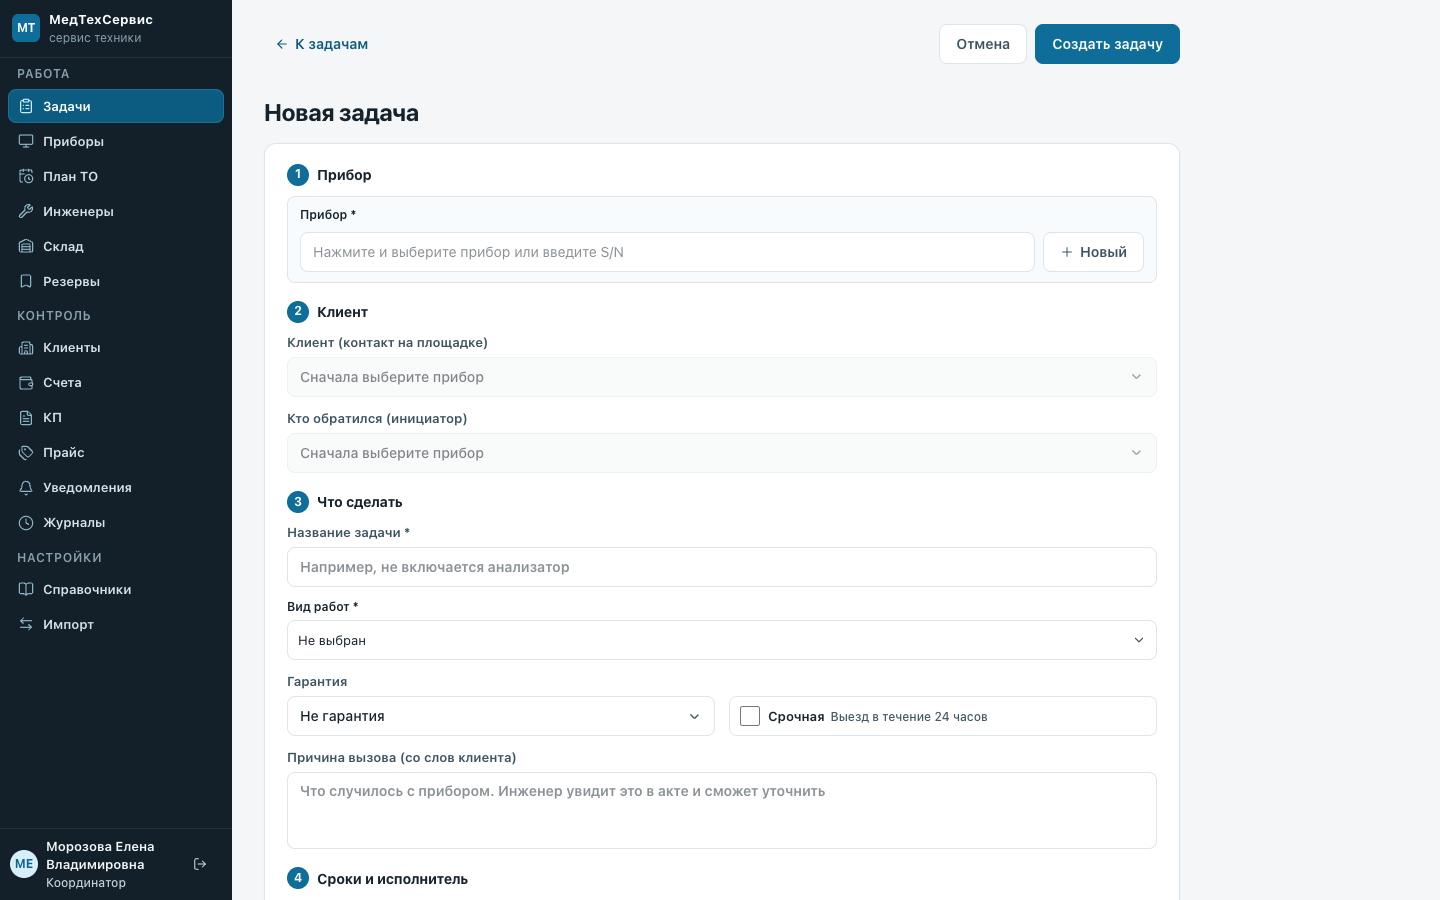 МТ
МедТехСервис
сервис техники
РАБОТА
Задачи
Приборы
План ТО
Инженеры
Склад
Резервы
КОНТРОЛЬ
Клиенты
Счета
КП
Прайс
Уведомления
Журналы
НАСТРОЙКИ
Справочники
Импорт
МЕ
Морозова Елена
Владимировна
Координатор
← К задачам
Отмена
Создать задачу
Новая задача
1 Прибор
Прибор *
Нажмите и выберите прибор или введите S/N
+ Новый
2 Клиент
Клиент (контакт на площадке)
Сначала выберите прибор
Кто обратился (инициатор)
Сначала выберите прибор
3 Что сделать
Название задачи *
Например, не включается анализатор
Вид работ *
Не выбран
Гарантия
Не гарантия
Срочная Выезд в течение 24 часов
Причина вызова (со слов клиента)
Что случилось с прибором. Инженер увидит это в акте и сможет уточнить
4 Сроки и исполнитель